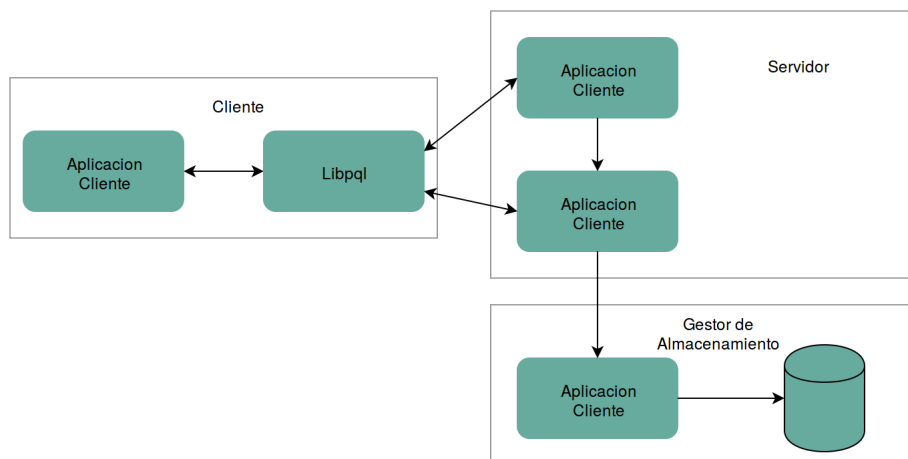 Cliente
Aplicacion
Cliente
Libpql
Servidor
Aplicacion
Cliente
Aplicacion
Cliente
Gestor de
Almacenamiento
Aplicacion
Cliente